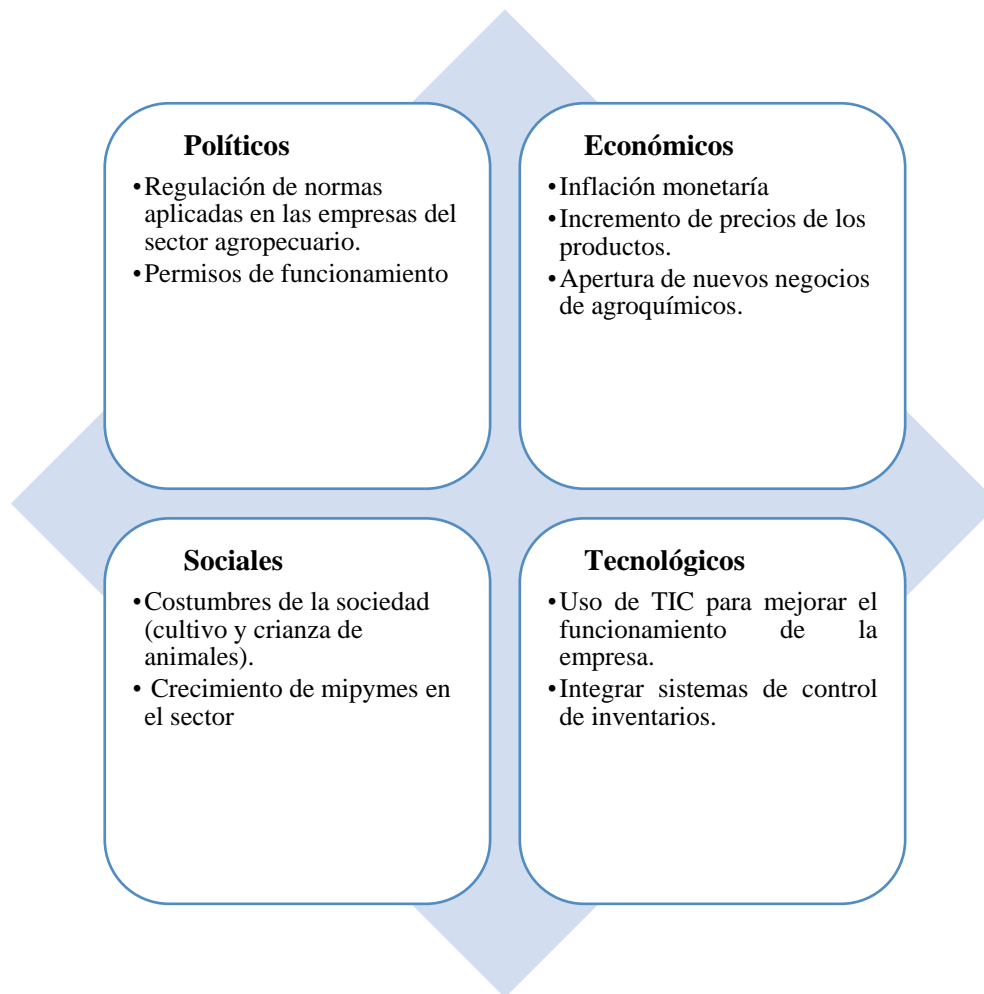 Políticos
•Regulación de normas
aplicadas en las empresas del
sector agropecuario.
•Permisos de funcionamiento
Económicos
•Inflación monetaría
•Incremento de precios de los
productos.
•Apertura de nuevos negocios
de agroquímicos.
Sociales
•Costumbres de la sociedad
(cultivo y crianza de
animales).
• Crecimiento de mipymes en
el sector
Tecnológicos
•Uso de TIC para mejorar el
funcionamiento de la
empresa.
•Integrar sistemas de control
de inventarios.